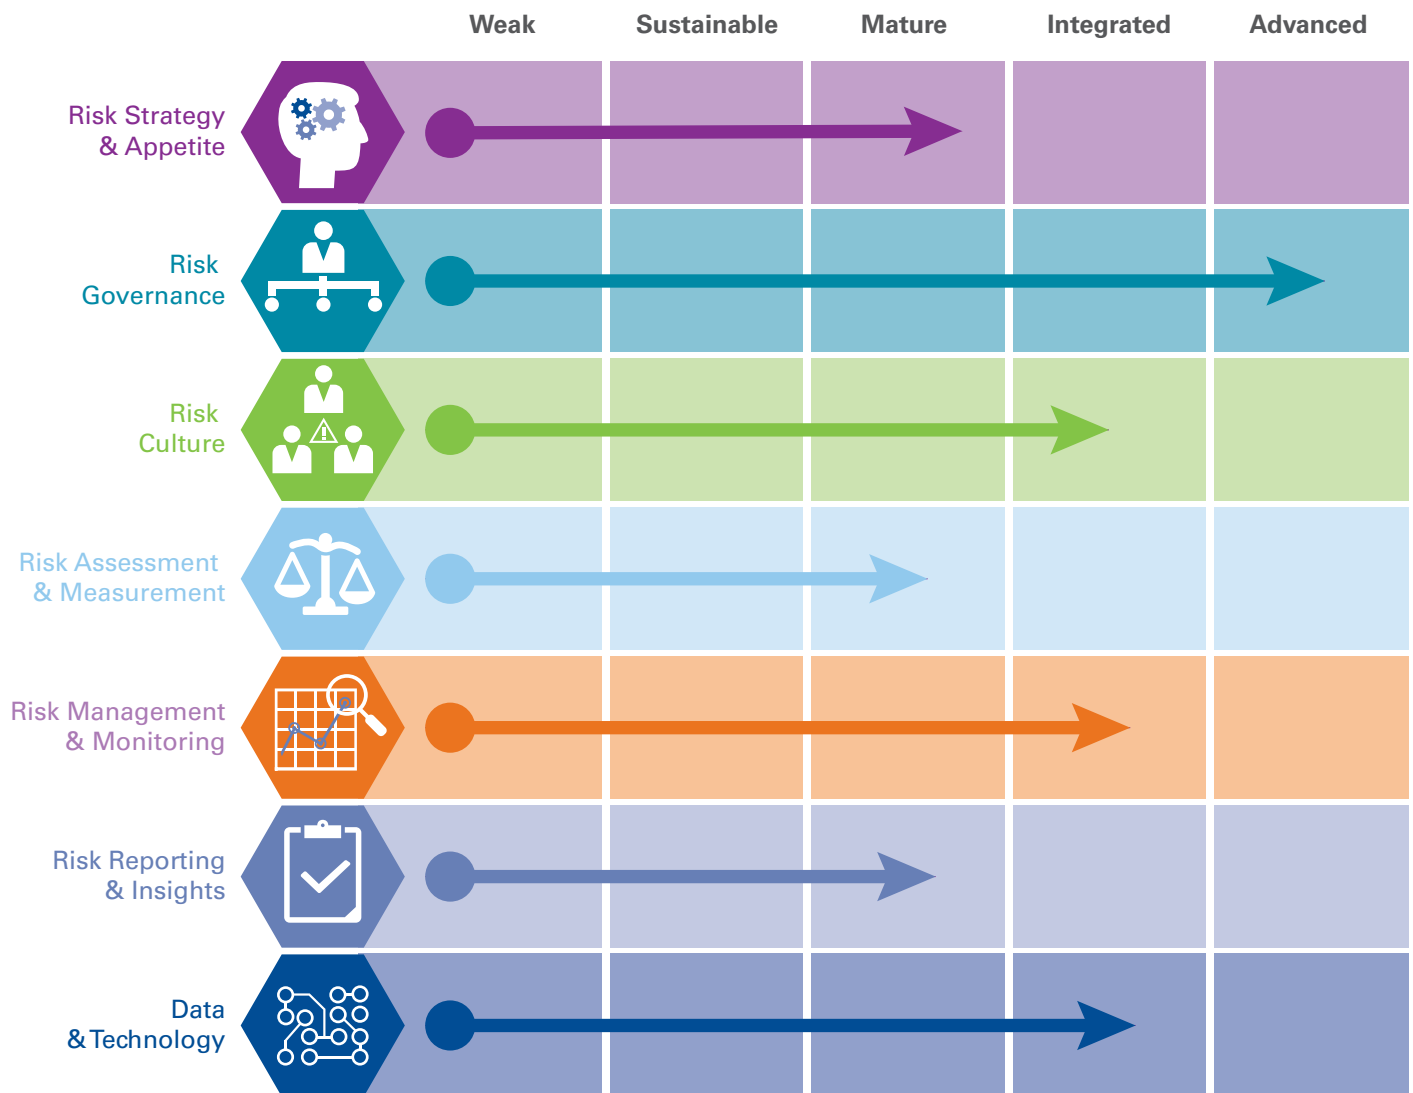 Weak Sustainable Mature Integrated Advanced
Risk Strategy
& Appetite
Risk
Governance
Risk
Culture
Risk Assessment
& Measurement
Risk Management
& Monitoring
Risk Reporting
& Insights
Data
& Technology